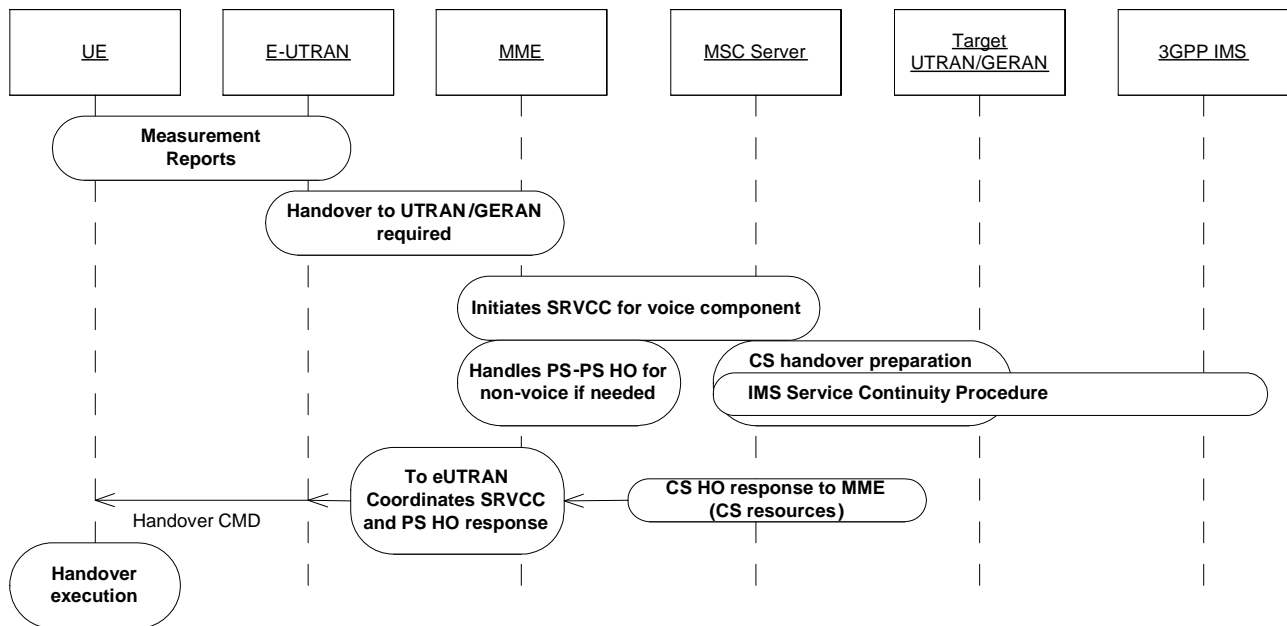 UE
E-UTRAN
MME
MSC Server
Target
UTRAN/GERAN
3GPP IMS
Measurement
Reports
Handover to UTRAN/GERAN
required
Initiates SRVCC for voice component
Handles PS-PS HO for
non-voice if needed
CS handover preparation
IMS Service Continuity Procedure
To eUTRAN
Coordinates SRVCC
and PS HO response
CS HO response to MME
(CS resources)
Handover CMD
Handover
execution